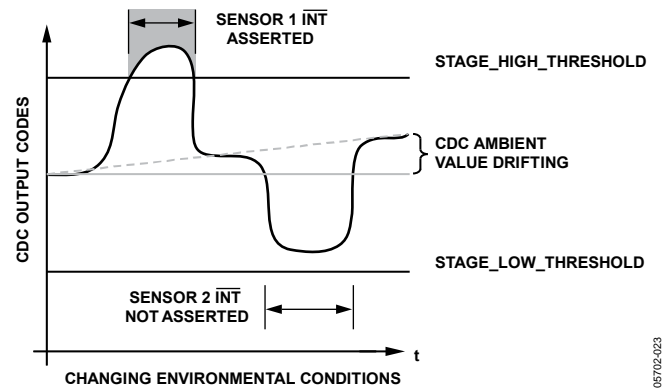 SENSOR 1 INT
ASSERTED
STAGE_HIGH_THRESHOLD
CDC OUTPUT CODES
CDC AMBIENT
VALUE DRIFTING
STAGE_LOW_THRESHOLD
SENSOR 2 INT
NOT ASSERTED
t
CHANGING ENVIRONMENTAL CONDITIONS
05702-023